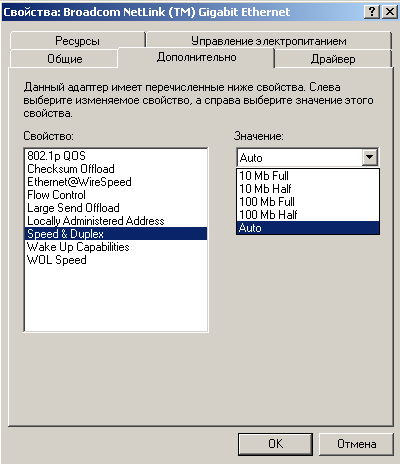 Свойства: Broadcom NetLink (TM) Gigabit Ethernet
Ресурсы
Управление электропитанием
Общие
Дополнительно
Драйвер
Данный адаптер имеет перечисленные ниже свойства. Слева
выберите изменяемое свойство, а справа выберите значение этого
свойства.
Свойство:
Значение:
802.1p QOS
Checksum Offload
Ethernet@WireSpeed
Flow Control
Large Send Offload
Locally Administered Address
Speed & Duplex
Wake Up Capabilities
WOL Speed
Auto
10 Mb Full
10 Mb Half
100 Mb Full
100 Mb Half
Auto
OK
Отмена